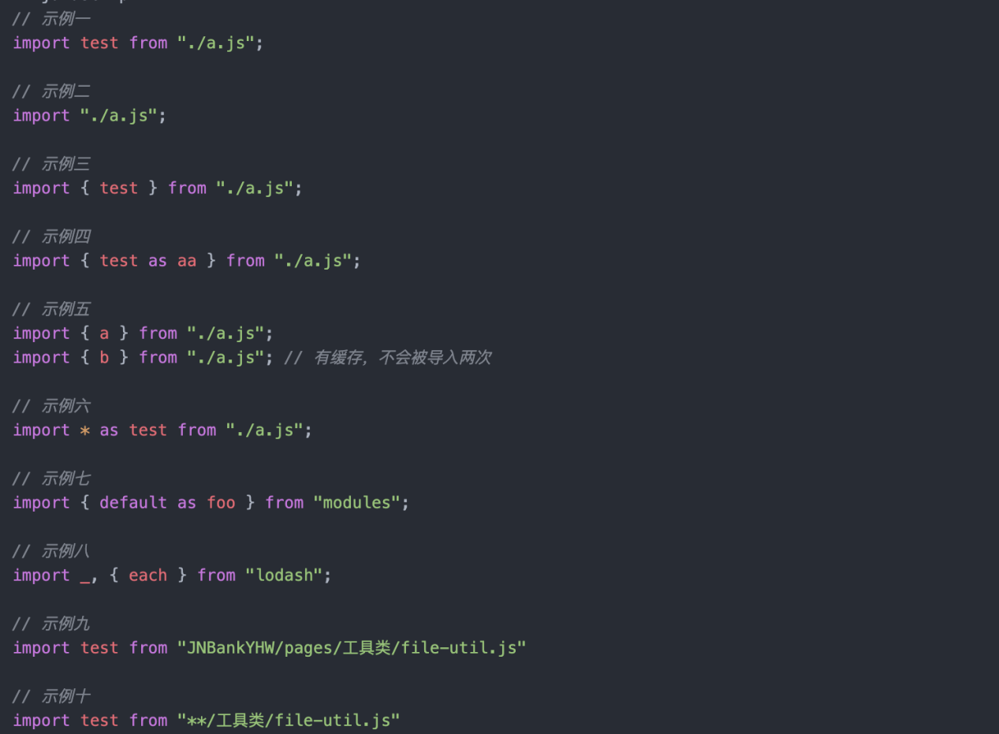 // 示例一
import test from "./a.js";
// 示例二
import "./a.js";
// 示例三
import { test } from "./a.js";
// 示例四
import { test as aa } from "./a.js";
// 示例五
import { a } from "./a.js";
import { b } from "./a.js"; // 有缓存，不会被导入两次
// 示例六
import * as test from "./a.js";
// 示例七
import { default as foo } from "modules";
// 示例八
import _, { each } from "lodash";
// 示例九
import test from "JNBankYHW/pages/工具类/file-util.js"
// 示例十
import test from "**/工具类/file-util.js"